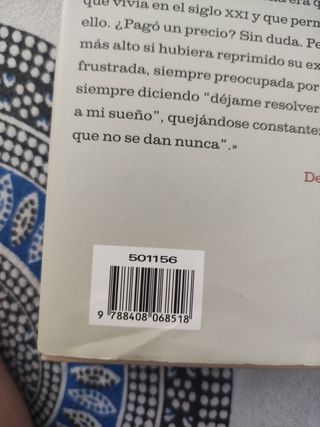 que vivía en el siglo XXI y que perm
ello. ¿Pagó un precio? Sin duda. Pe
más alto si hubiera reprimido su ex
frustrada, siempre preocupada por
siempre diciendo "déjame resolver
a mi sueño", quejándose constanter
que no se dan nunca".»
De
501156
9 788408 068518